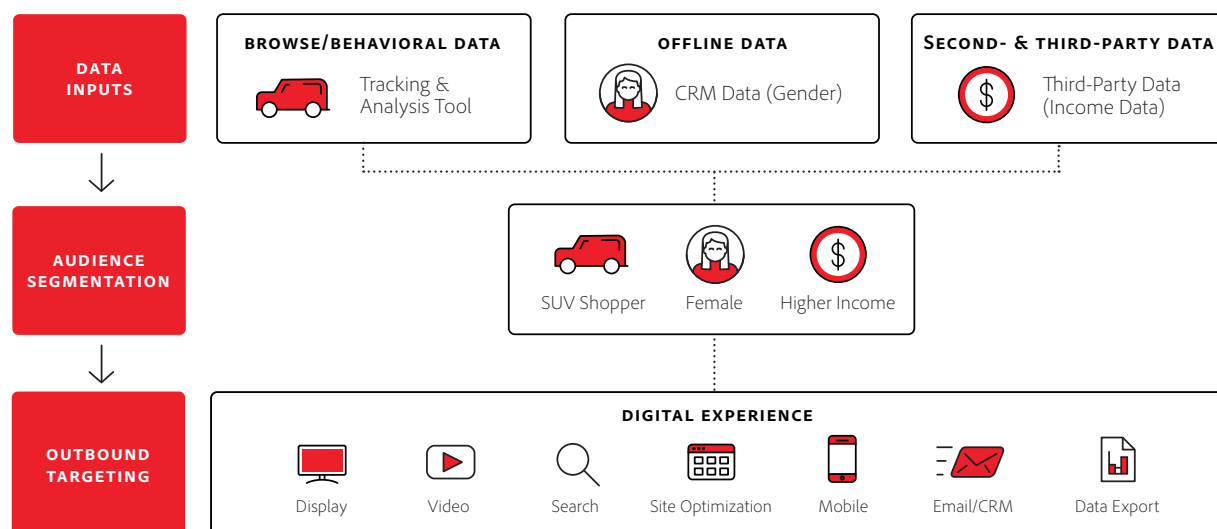 DATA
INPUTS
BROWSE/BEHAVIORAL DATA
Tracking &
Analysis Tool
OFFLINE DATA
CRM Data (Gender)
SECOND- & THIRD-PARTY DATA
$
Third-Party Data
(Income Data)
AUDIENCE
SEGMENTATION
$
SUV Shopper
Female
Higher Income
OUTBOUND
TARGETING
DIGITAL EXPERIENCE
Display
Video
Search
Site Optimization
Mobile
Email/CRM
Data Export